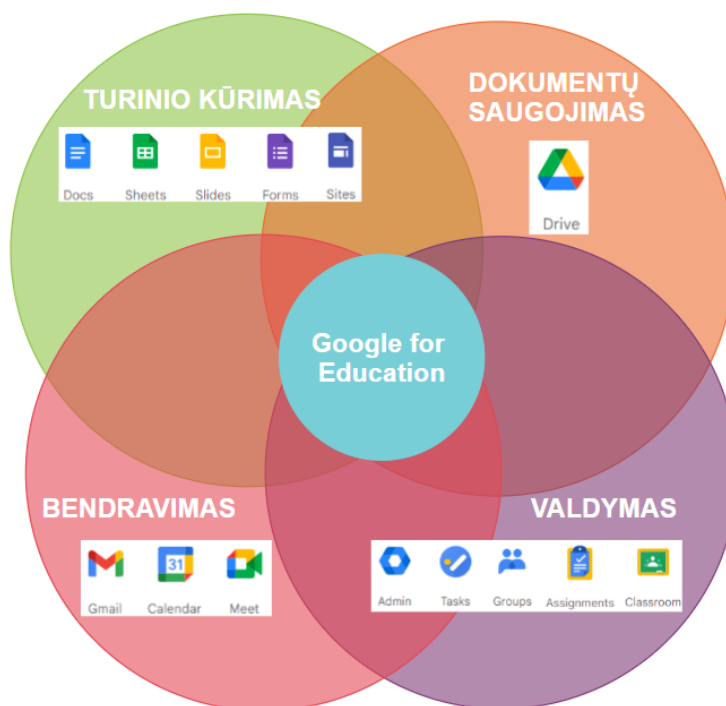 TURINIO KŪRIMAS
Docs Sheets Slides Forms Sites
DOKUMENTŲ
SAUGOJIMAS
Drive
Google for
Education
BENDRAVIMAS
31
Gmail Calendar Meet
VALDYMAS
Admin Tasks Groups Assignments Classroom